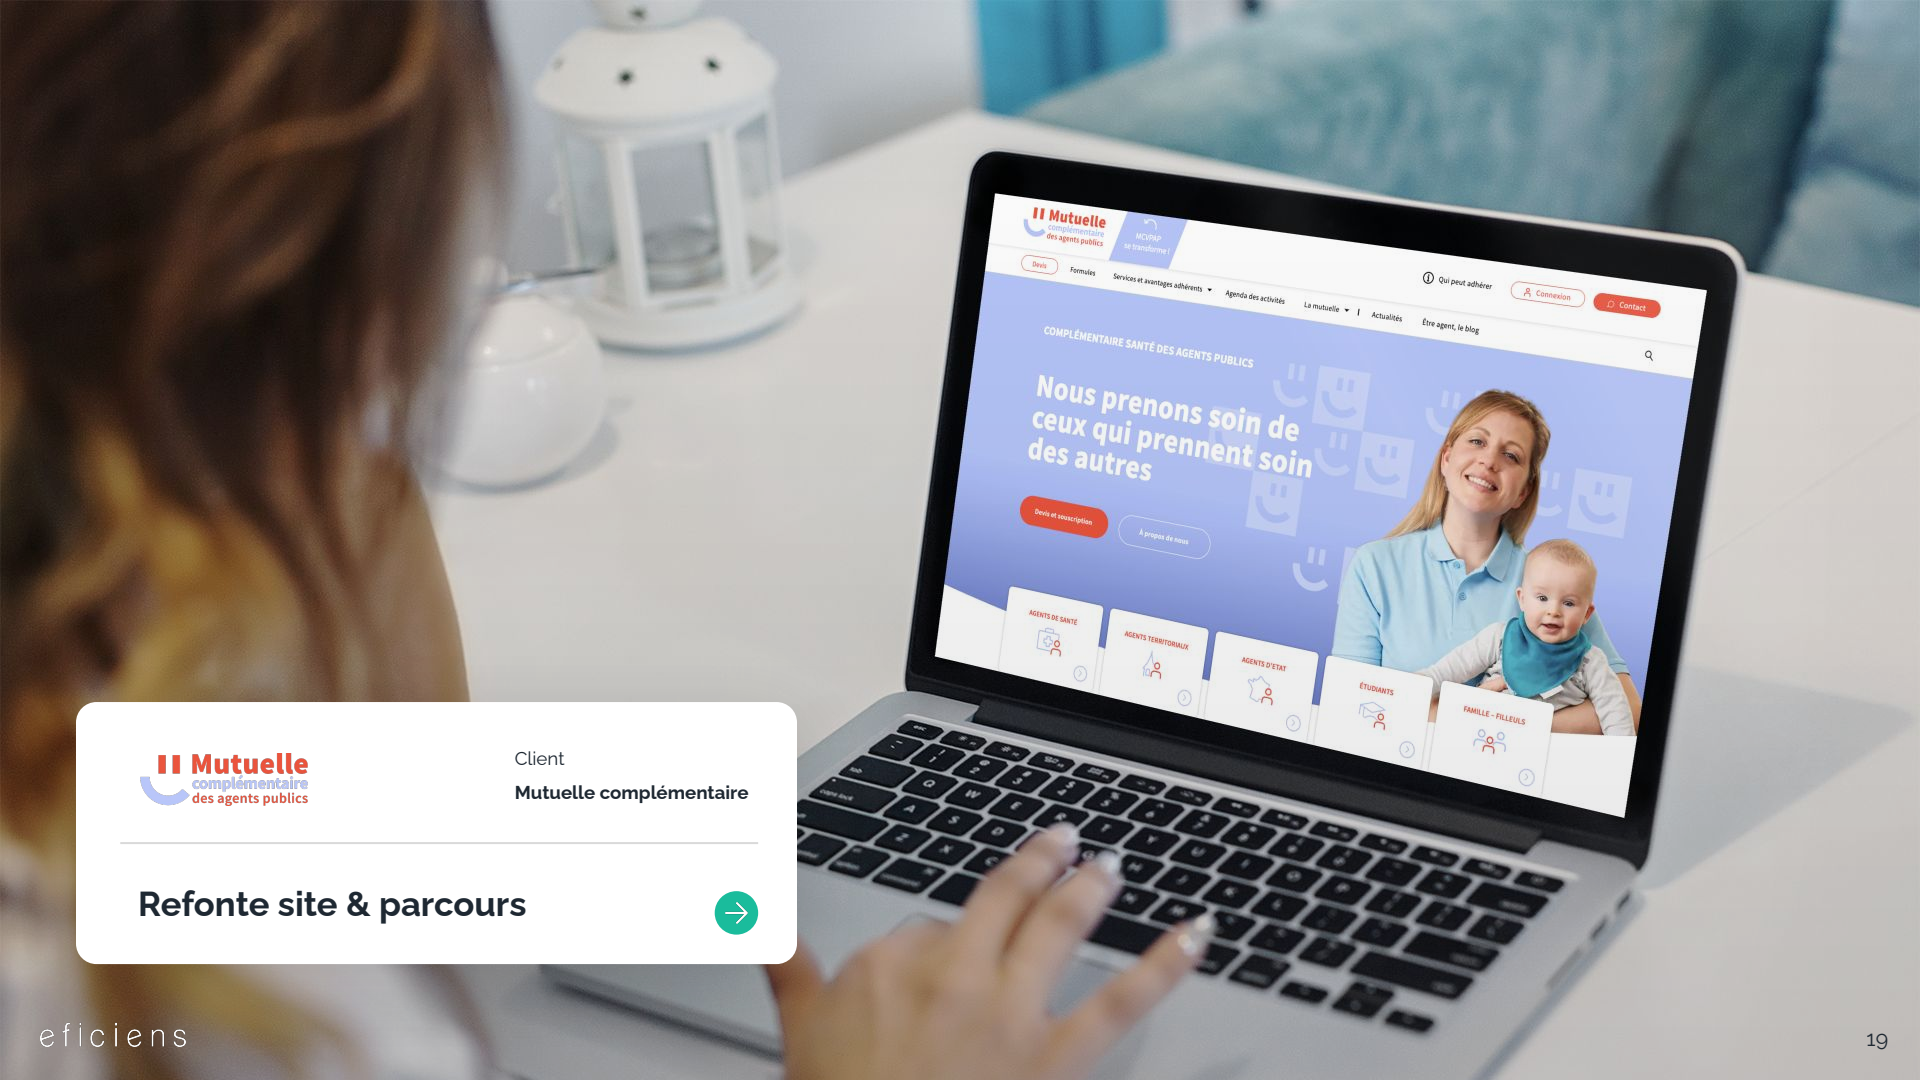 Mutuelle
complémentaire
des agents publics
MCVPAP
se transforme !
Qui peut adhérer
Connexion
Contact
Devis
Formules
Services et avantages adhérents
Agenda des activités
La mutuelle
Actualités
Être agent, le blog
COMPLÉMENTAIRE SANTÉ DES AGENTS PUBLICS
Nous prenons soin de
ceux qui prennent soin
des autres
Devis et souscription
À propos de nous
AGENTS DE SANTÉ
AGENTS TERRITORIAUX
AGENTS D'ETAT
ÉTUDIANTS
FAMILLE - FILLEULS
Mutuelle
complémentaire
des agents publics
Client
Mutuelle complémentaire
Refonte site & parcours
eficiens
19